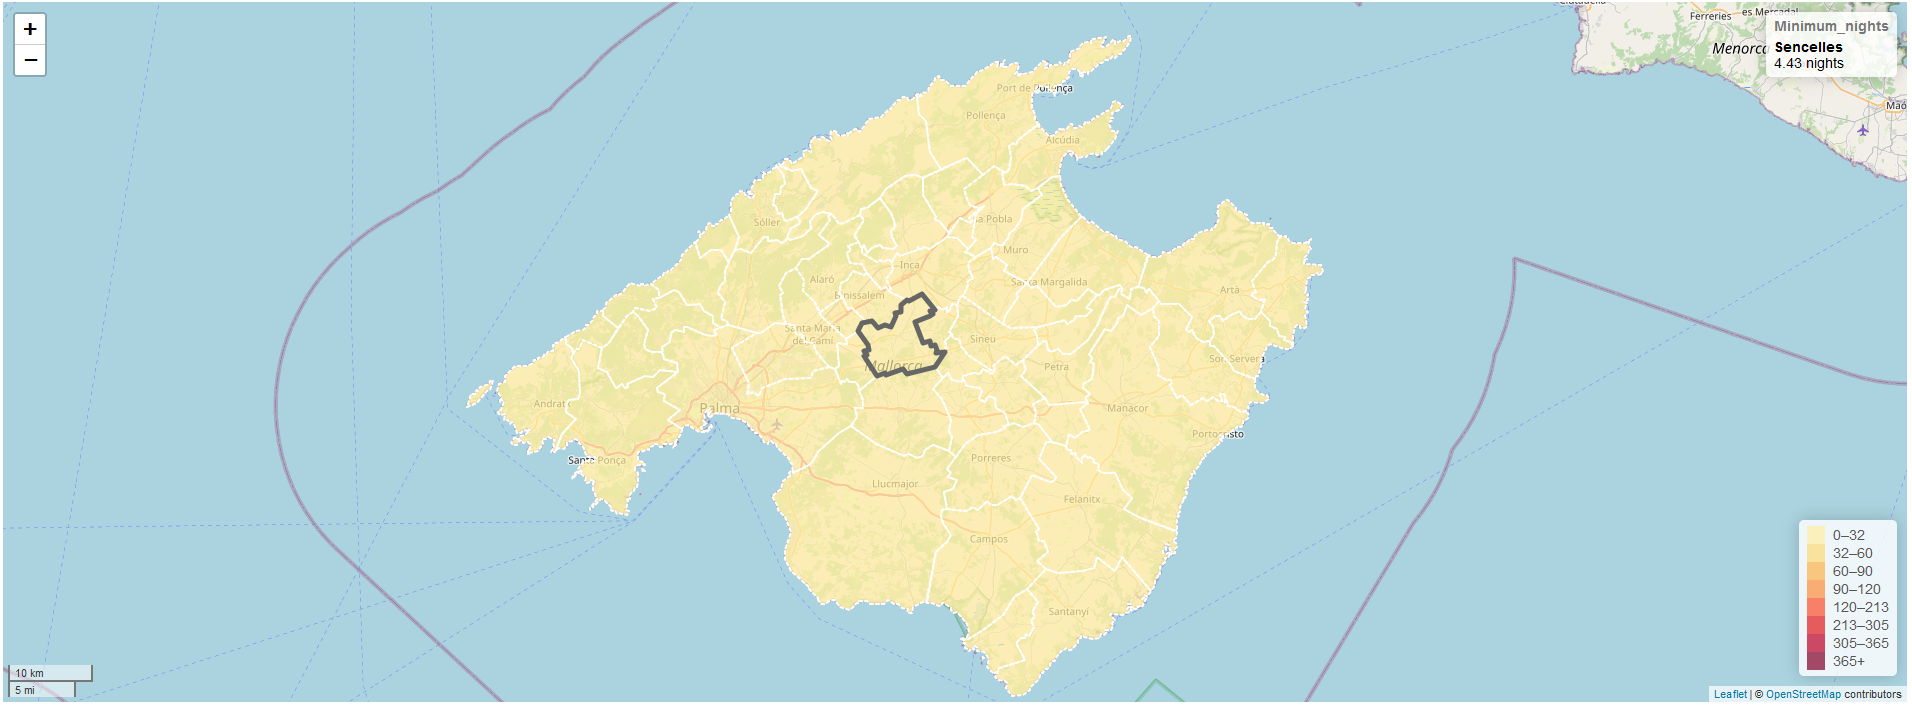 +
−
Ciutadella
Ferreries
es Mercadal
Menorca
Maó
Minimum_nights
Sencelles
4.43 nights
Port de Pollença
Pollença
Alcúdia
Sóller
sa Pobla
Muro
Inca
Alaró
Binissalem
Santa Margalida
Artà
Santa Maria
del Camí
Sineu
Son Servera
Mallorca
Petra
Andratx
Palma
Manacor
Portocristo
Santa Ponça
Porreres
Llucmajor
Felanitx
Campos
Santanyí
0–32
32–60
60–90
90–120
120–213
213–305
305–365
365+
10 km
5 mi
Leaflet | © OpenStreetMap contributors